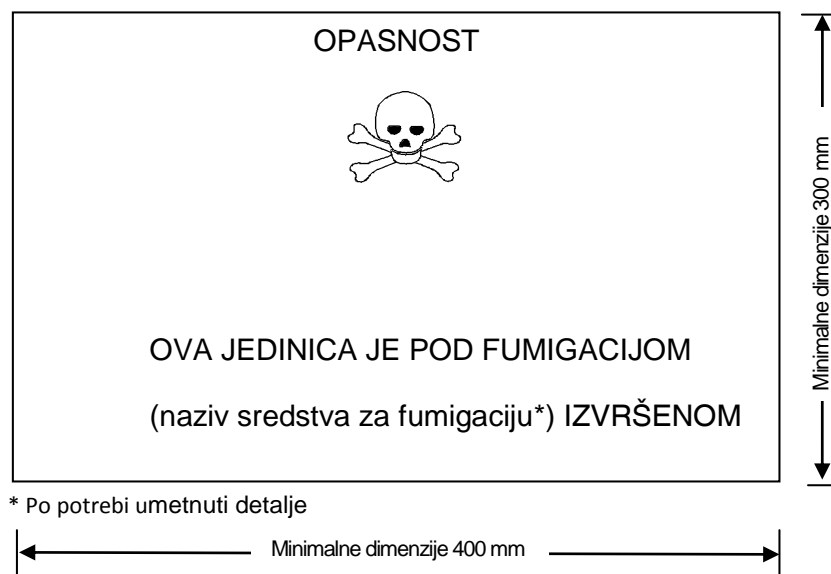 OPASNOST
OVA JEDINICA JE POD FUMIGACIJOM
(naziv sredstva za fumigaciju*) IZVRŠENOM
Minimalne dimenzije 300 mm
* Po potrebi umetnuti detalje
Minimalne dimenzije 400 mm